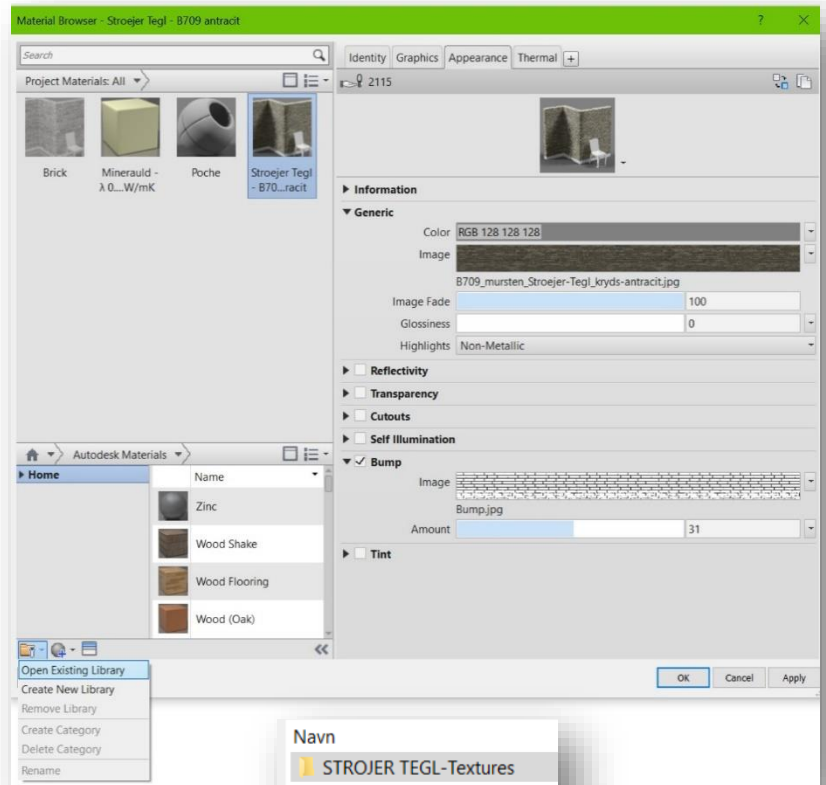 Material Browser - Stroejer Tegl - B709 antracit
? ×
Search
Project Materials: All
Brick
Minerauld - λ 0....W/mK
Poche
Stroejer Tegl - B70...racit
Autodesk Materials
Home
Name
Zinc
Wood Shake
Wood Flooring
Wood (Oak)
Open Existing Library
Create New Library
Remove Library
Create Category
Delete Category
Rename
Identity Graphics Appearance Thermal +
2115
Information
Generic
Color RGB 128 128 128
Image
B709_mursten_Stroejer-Tegl_kryds-antracit.jpg
Image Fade 100
Glossiness 0
Highlights Non-Metallic
Reflectivity
Transparency
Cutouts
Self Illumination
Bump
Image
Bump.jpg
Amount 31
Tint
OK Cancel Apply
Navn
STROJER TEGL-Textures